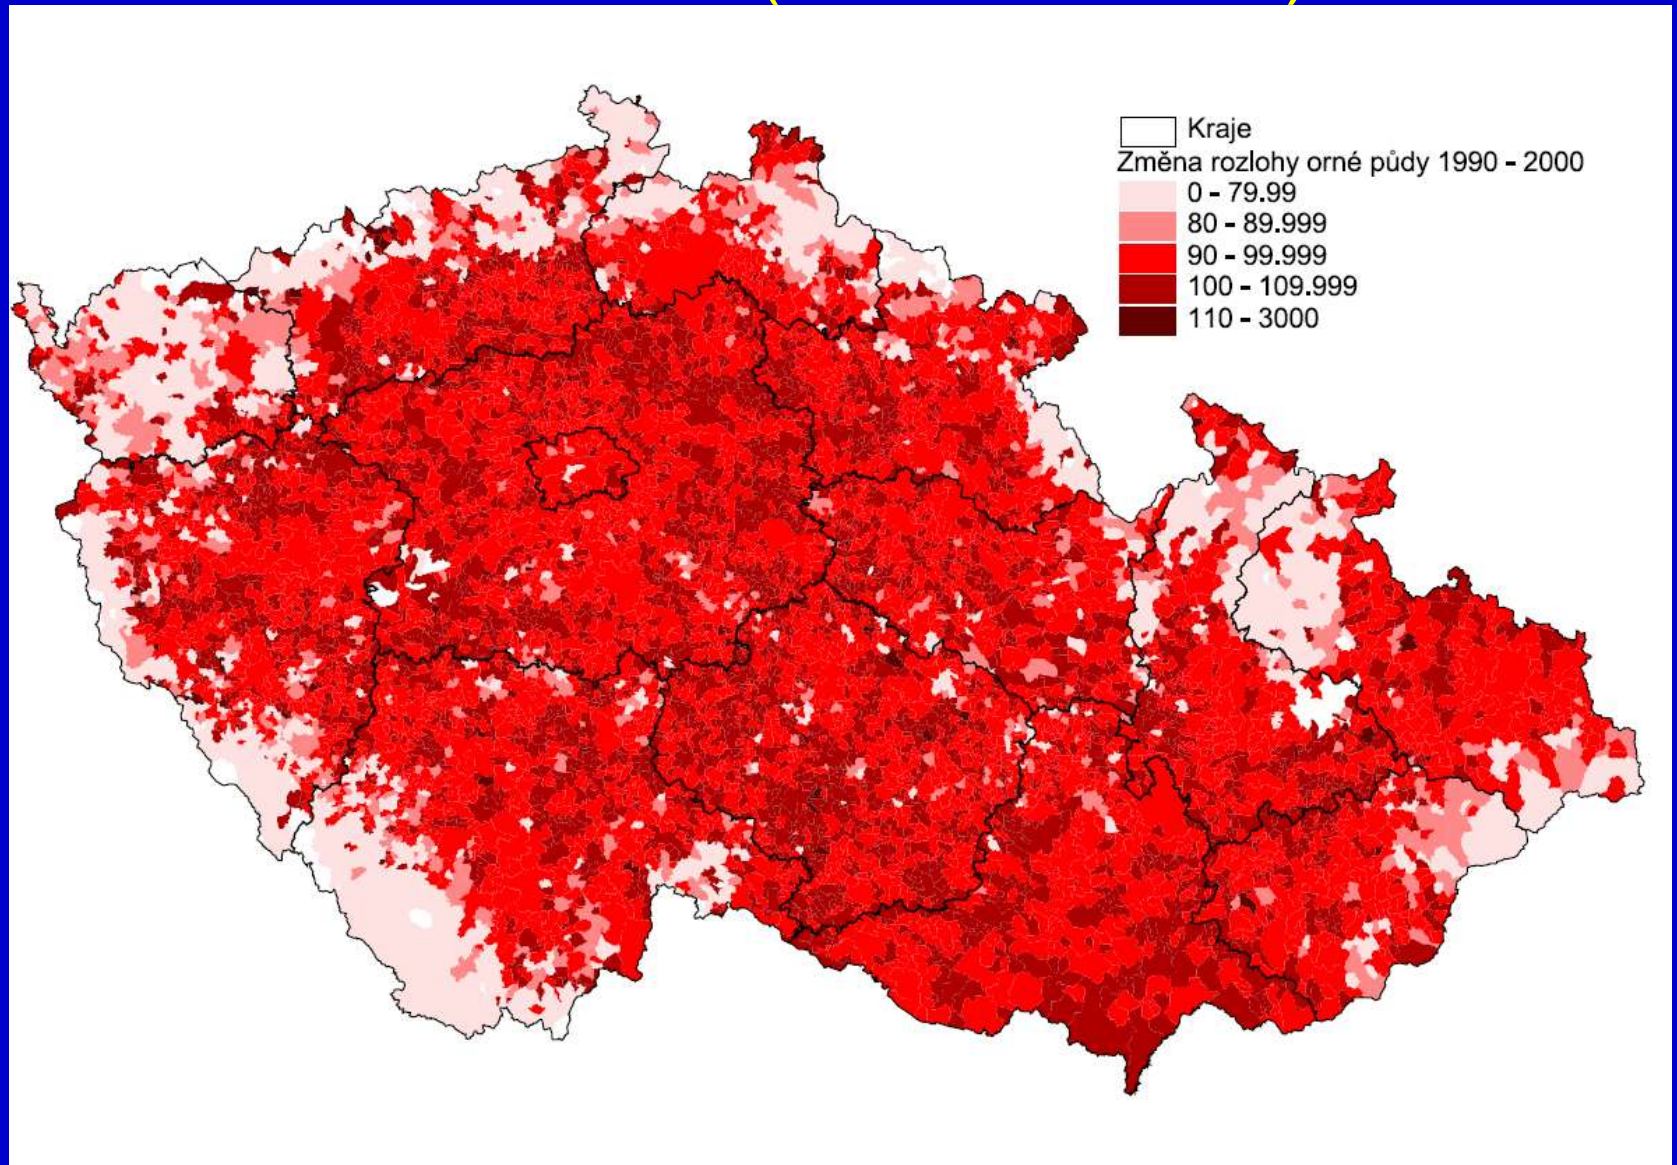 Kraje
Změna rozlohy orné půdy 1990 - 2000
0 - 79.99
80 - 89.999
90 - 99.999
100 - 109.999
110 - 3000